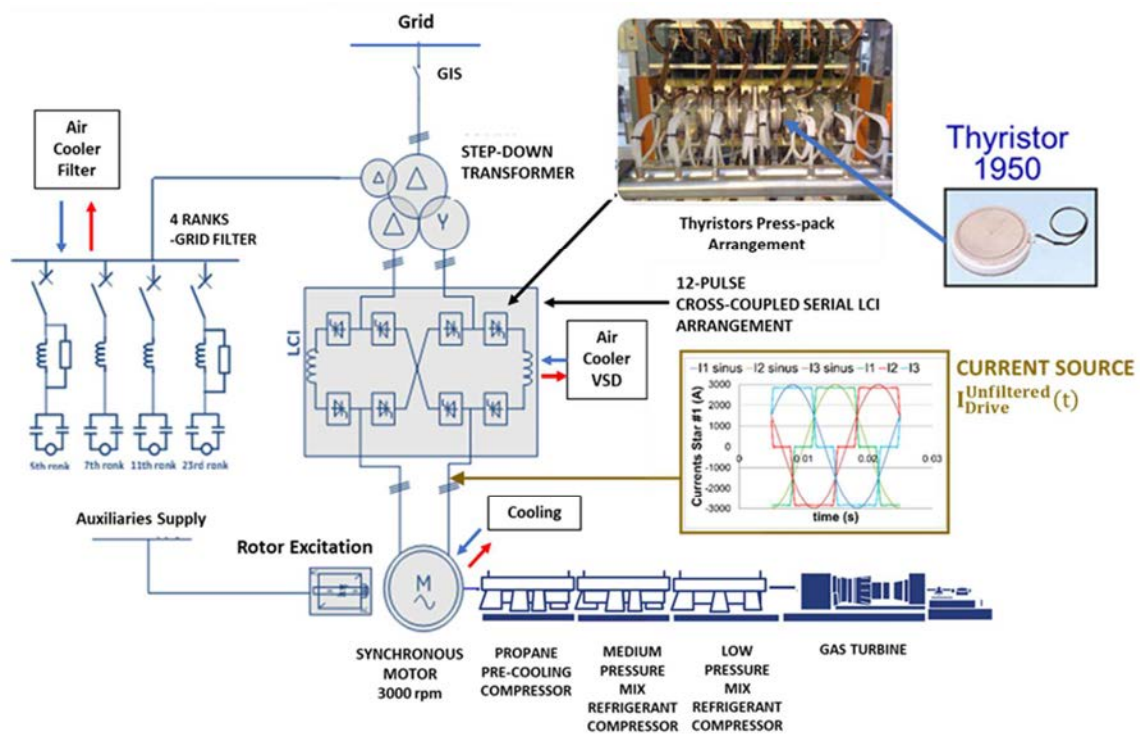 Grid
GIS
Air
Cooler
Filter
STEP-DOWN
TRANSFORMER
Δ
Δ
Δ
Y
4 RANKS
-GRID FILTER
Thyristors Press-pack
Arrangement
Thyristor
1950
12-PULSE
CROSS-COUPLED SERIAL LCI
ARRANGEMENT
LCI
Air
Cooler
VSD
CURRENT SOURCE
I Unfiltered Drive (t)
I1 sinus I2 sinus I3 sinus I1 I2 I3
Currents Star #1 (A)
3000
2000
1000
0
-1000
-2000
-3000
0 0.01 0.02 0.03
time (s)
5th rank 7th rank 11th rank 23rd rank
Auxiliaries Supply
Rotor Excitation
Cooling
M
SYNCHRONOUS
MOTOR
3000 rpm
PROPANE
PRE-COOLING
COMPRESSOR
MEDIUM
PRESSURE
MIX
REFRIGERANT
COMPRESSOR
LOW
PRESSURE
MIX
REFRIGERANT
COMPRESSOR
GAS TURBINE